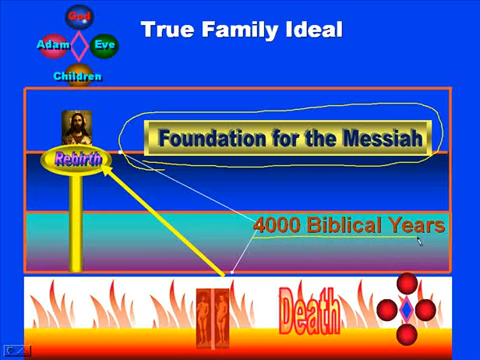 God
True Family Ideal
Adam Eve
Children
Foundation for the Messiah
Rebirth
4000 Biblical Years
Death